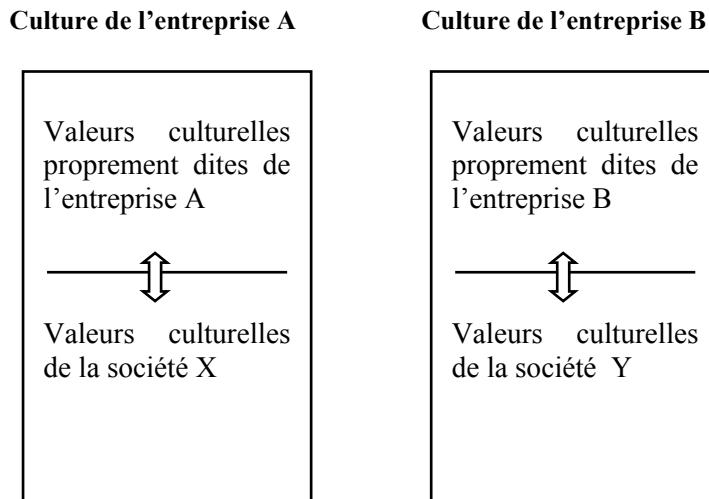 Culture de l’entreprise A
Culture de l’entreprise B
Valeurs culturelles
proprement dites de
l’entreprise A
Valeurs culturelles
de la société X
Valeurs culturelles
proprement dites de
l’entreprise B
Valeurs culturelles
de la société Y